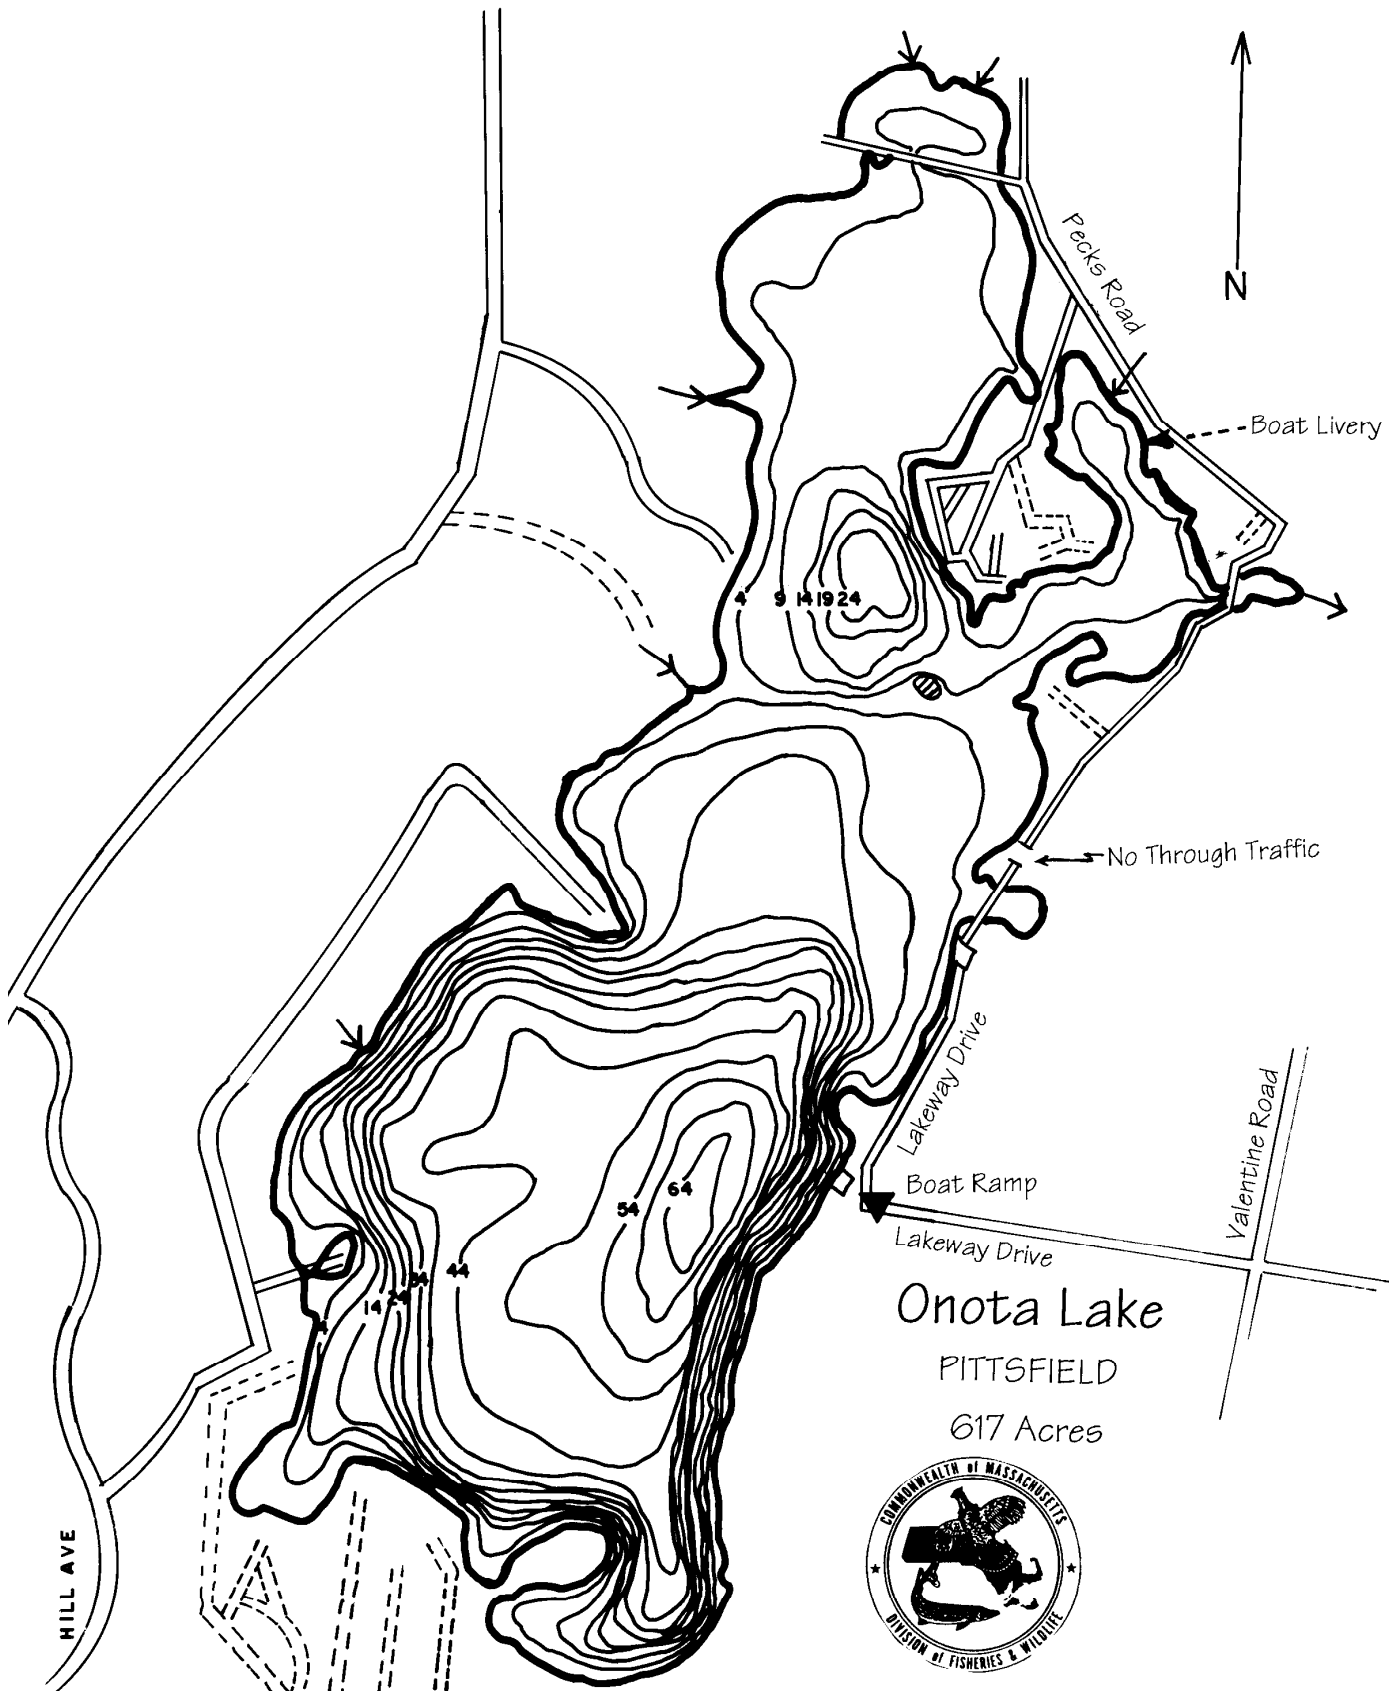 Pecks Road
N
Boat Livery
4 9 14 19 24
No Through Traffic
Lakeway Drive
Valentine Road
Boat Ramp
64
54
Lakeway Drive
44
34
24
14
4
Onota Lake
PITTSFIELD
617 Acres
COMMONWEALTH of MASSACHUSETTS
DIVISION of FISHERIES & WILDLIFE
HILL AVE